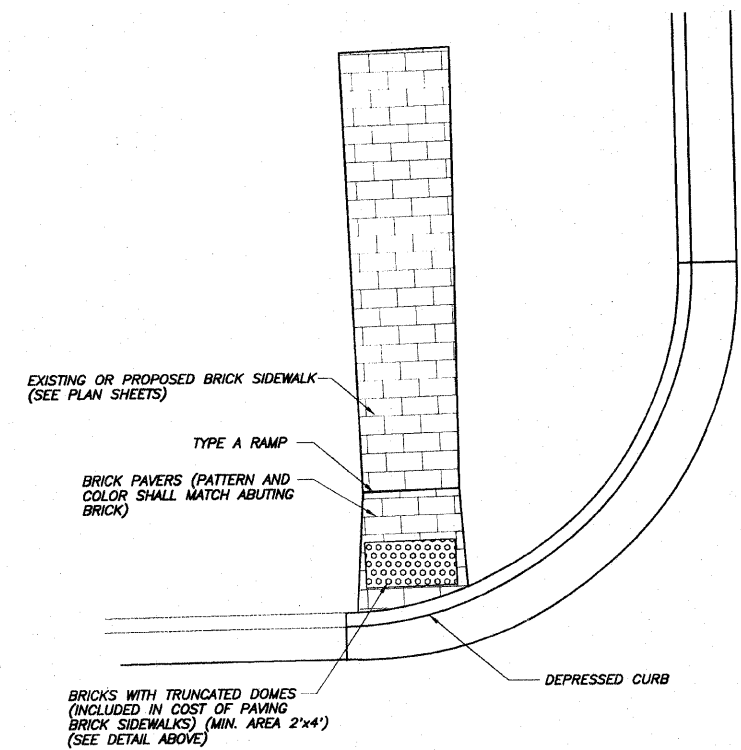 EXISTING OR PROPOSED BRICK SIDEWALK
(SEE PLAN SHEETS)
TYPE A RAMP
BRICK PAVERS (PATTERN AND
COLOR SHALL MATCH ABUTING
BRICK)
DEPRESSED CURB
BRICKS WITH TRUNCATED DOMES
(INCLUDED IN COST OF PAVING
BRICK SIDEWALKS) (MIN. AREA 2'x4')
(SEE DETAIL ABOVE)